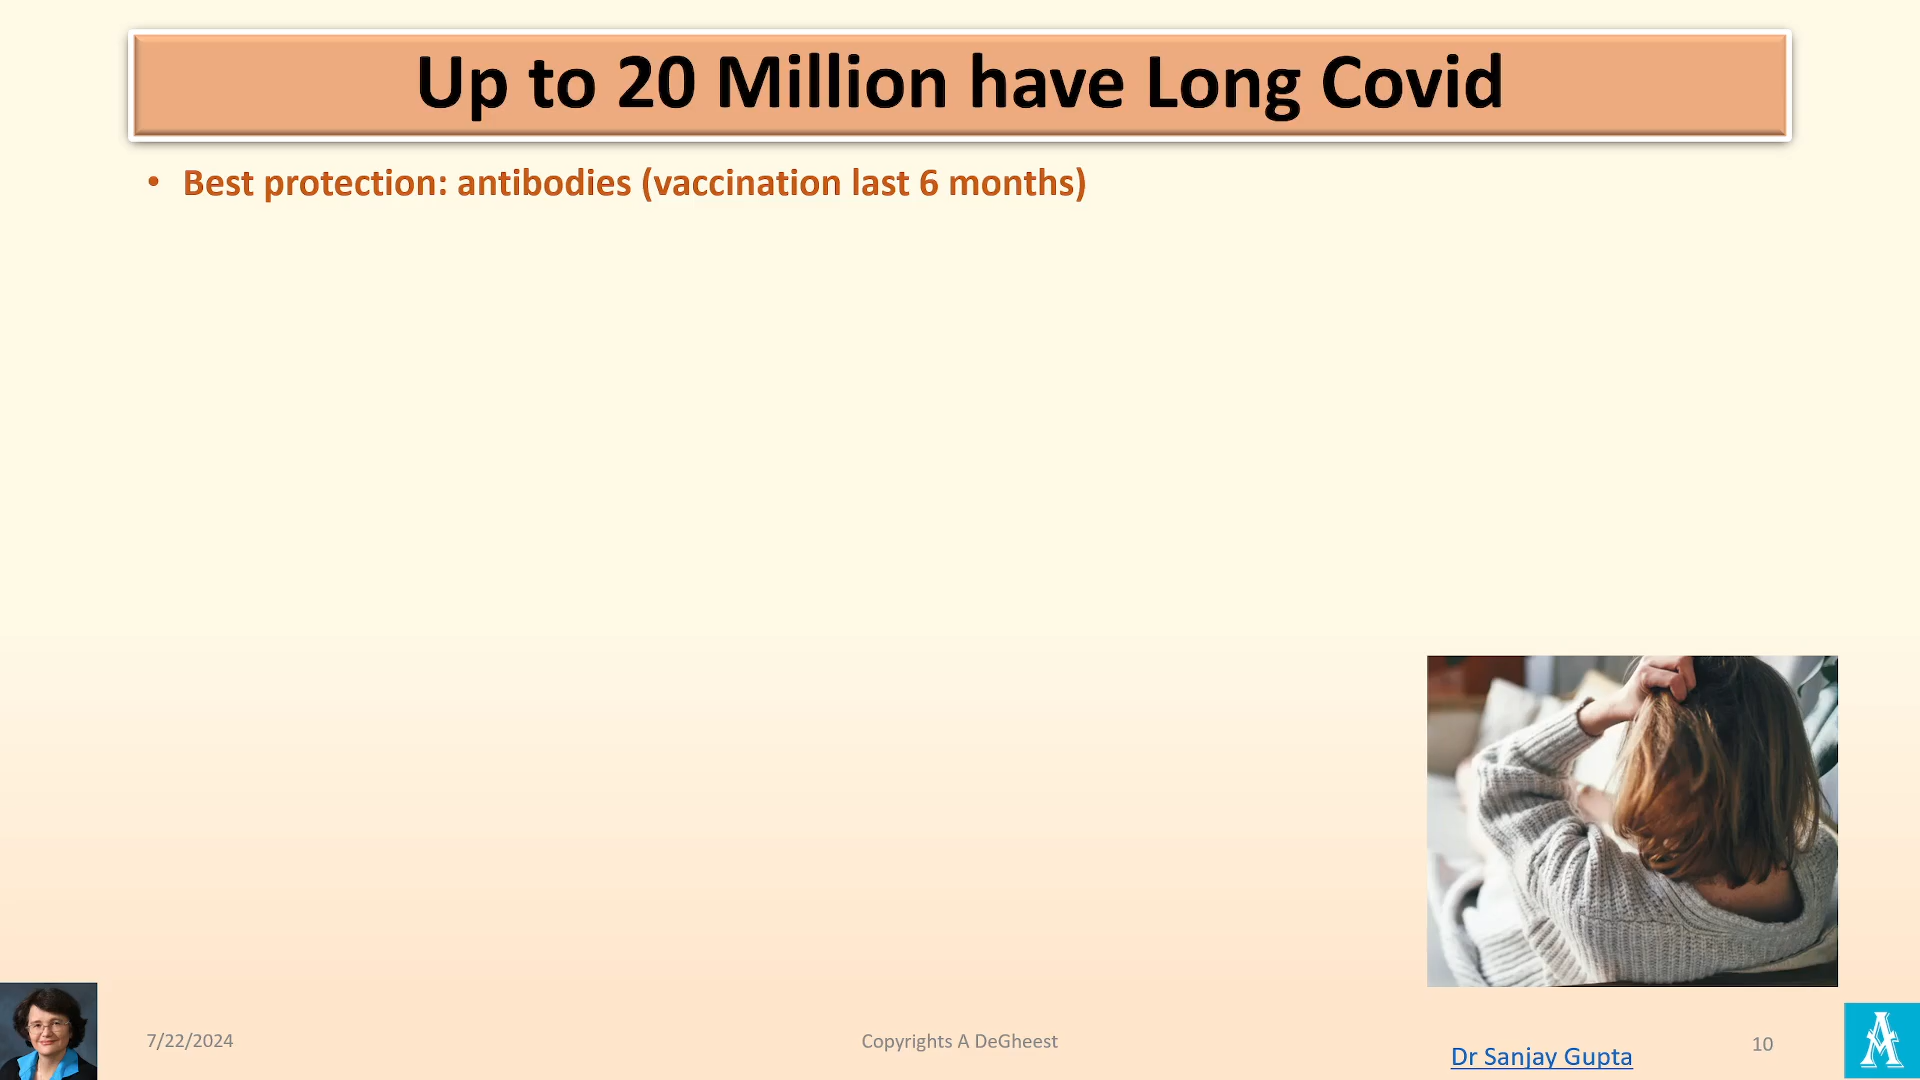 Up to 20 Million have Long Covid
• Best protection: antibodies (vaccination last 6 months)
7/22/2024
Copyrights A DeGheest
Dr Sanjay Gupta
10
A